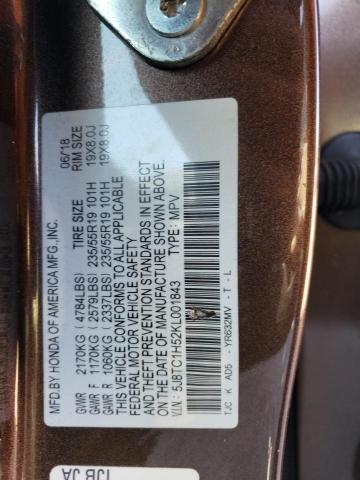 MFD.BY HONDA OF AMERICA MFG.,INC. 06/18
GVWR 2170KG (4784LBS) TIRE SIZE RIM SIZE
GAWR F 1170KG (2579LBS) 235/55R19 101H 19X8.0J
GAWR R 1060KG (2337LBS) 235/55R19 101H 19X8.0J
THIS VEHICLE CONFORMS TO ALL APPLICABLE
FEDERAL MOTOR VEHICLE SAFETY
AND THEFT PREVENTION STANDARDS IN EFFECT
ON THE DATE OF MANUFACTURE SHOWN ABOVE.
V.I.N: 5J8TC1H52KL001843 TYPE: MPV
TJC K AD5 - YR632MV - T - L
TJB JA